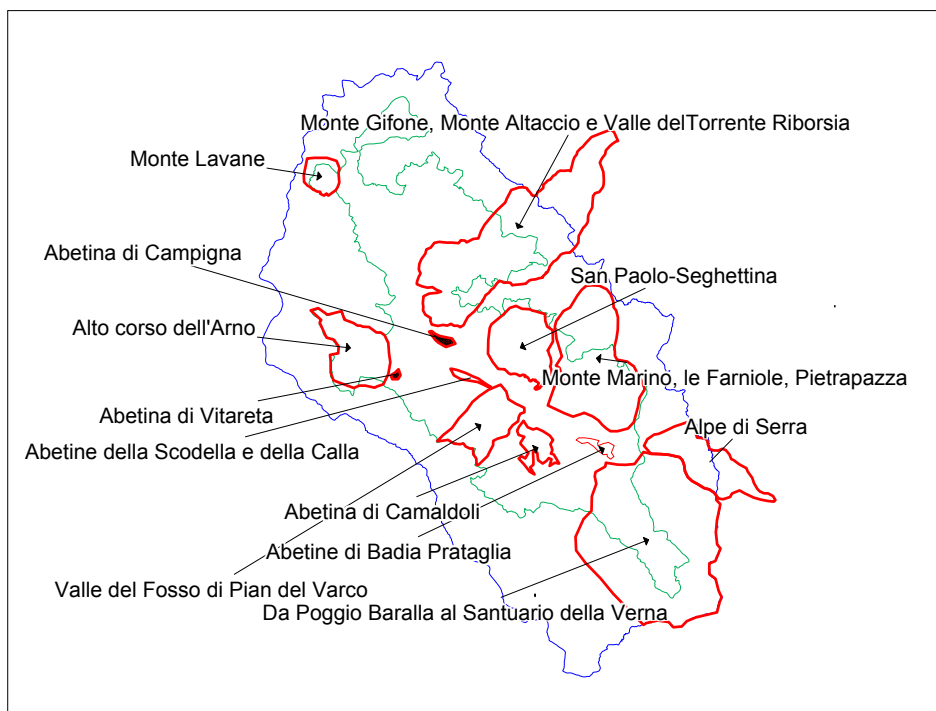 Monte Gifone, Monte Altaccio e Valle delTorrente Riborsia
Monte Lavane
Abetina di Campigna
San Paolo-Seghettina
Alto corso dell'Arno
Monte Marino, le Farniole, Pietrapazza
Abetina di Vitareta
Alpe di Serra
Abetine della Scodella e della Calla
Abetina di Camaldoli
Abetine di Badia Prataglia
Valle del Fosso di Pian del Varco
Da Poggio Baralla al Santuario della Verna